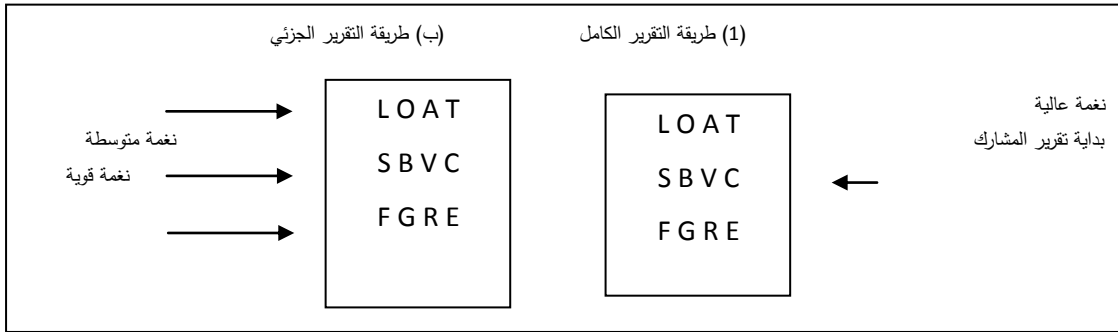 (1) طريقة التقرير الكامل
(ب) طريقة التقرير الجزئي
نغمة عالية
بداية تقرير المشارك
L O A T
S B V C
F G R E
L O A T
S B V C
F G R E
نغمة متوسطة
نغمة قوية